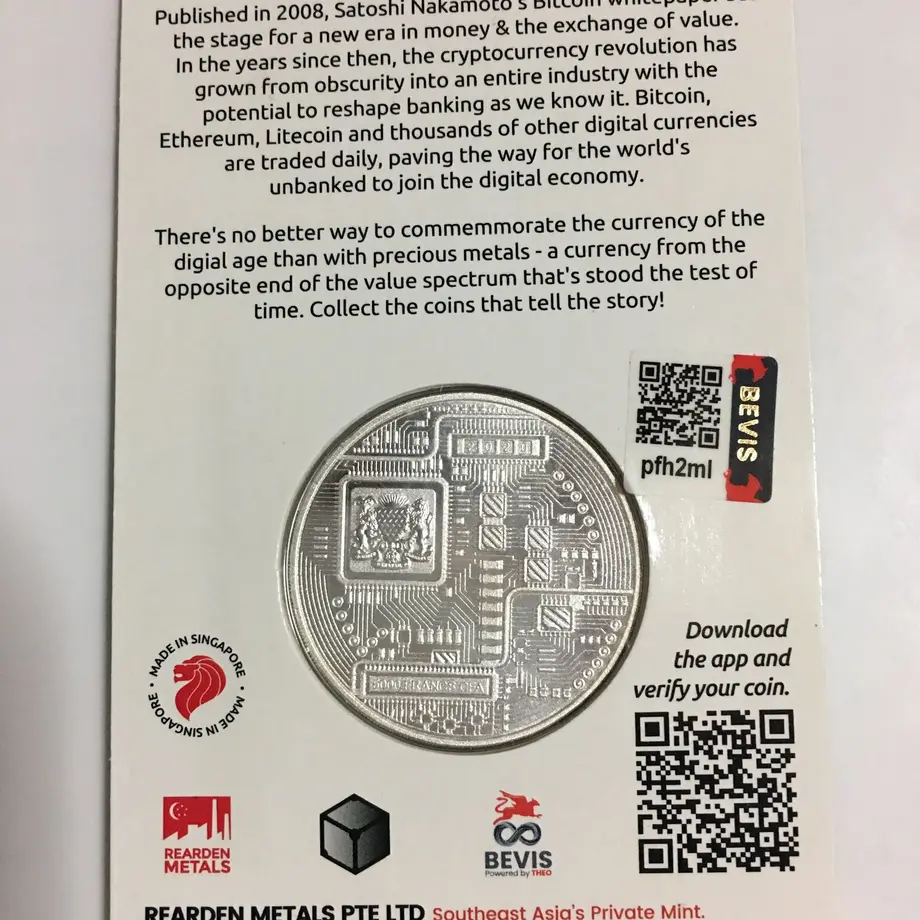 Published in 2008, Satoshi Nakamoto's Bitcoin whitepaper set
the stage for a new era in money & the exchange of value.
In the years since then, the cryptocurrency revolution has
grown from obscurity into an entire industry with the
potential to reshape banking as we know it. Bitcoin,
Ethereum, Litecoin and thousands of other digital currencies
are traded daily, paving the way for the world's
unbanked to join the digital economy.
There's no better way to commemmorate the currency of the
digial age than with precious metals - a currency from the
opposite end of the value spectrum that's stood the test of
time. Collect the coins that tell the story!
BEVIS
pfh2ml
5000 FRANCS CFA
Download
the app and
verify your coin.
MADE IN SINGAPORE • MADE IN SINGAPORE •
REARDEN
METALS
BEVIS
Powered by THEO
REARDEN METALS PTE LTD Southeast Asia's Private Mint.